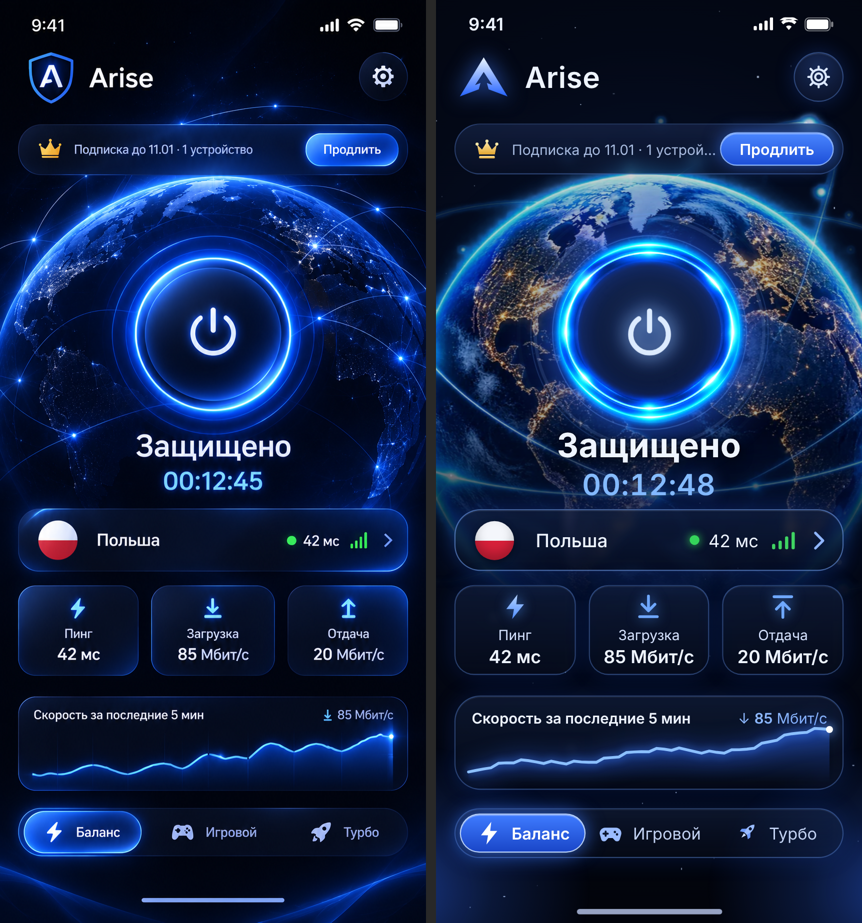 9:41
Arise
Подписка до 11.01 · 1 устройство
Продлить
Защищено
00:12:45
Польша
42 мс
Пинг
42 мс
Загрузка
85 Мбит/с
Отдача
20 Мбит/с
Скорость за последние 5 мин
85 Мбит/с
Баланс
Игровой
Турбо
9:41
Arise
Подписка до 11.01 · 1 устрой...
Продлить
Защищено
00:12:48
Польша
42 мс
Пинг
42 мс
Загрузка
85 Мбит/с
Отдача
20 Мбит/с
Скорость за последние 5 мин
↓ 85 Мбит/с
Баланс
Игровой
Турбо